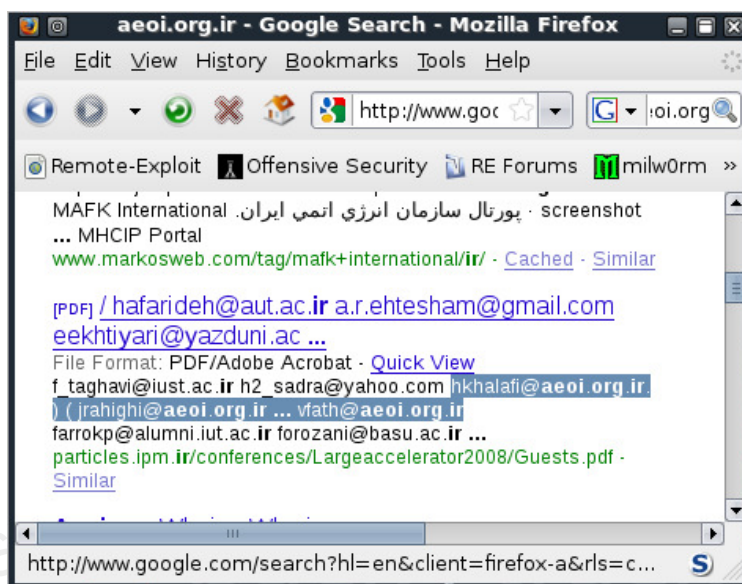 aeoi.org.ir - Google Search - Mozilla Firefox
File Edit View History Bookmarks Tools Help
http://www.goo G oi.org
Remote-Exploit Offensive Security RE Forums milw0rm »
MAFK International .پورتال سازمان انرژي اتمي ايران · screenshot
... MHCIP Portal
www.markosweb.com/tag/mafk+international/ir/ - Cached - Similar
[PDF] / hafarideh@aut.ac.ir a.r.ehtesham@gmail.com
eekhtiyari@yazduni.ac ...
File Format: PDF/Adobe Acrobat - Quick View
f_taghavi@iust.ac.ir h2_sadra@yahoo.com hkhalafi@aeoi.org.ir.
) ( jrahighi@aeoi.org.ir ... vfath@aeoi.org.ir
farrokp@alumni.iut.ac.ir forozani@basu.ac.ir ...
particles.ipm.ir/conferences/Largeaccelerator2008/Guests.pdf -
Similar
http://www.google.com/search?hl=en&client=firefox-a&rls=c... S